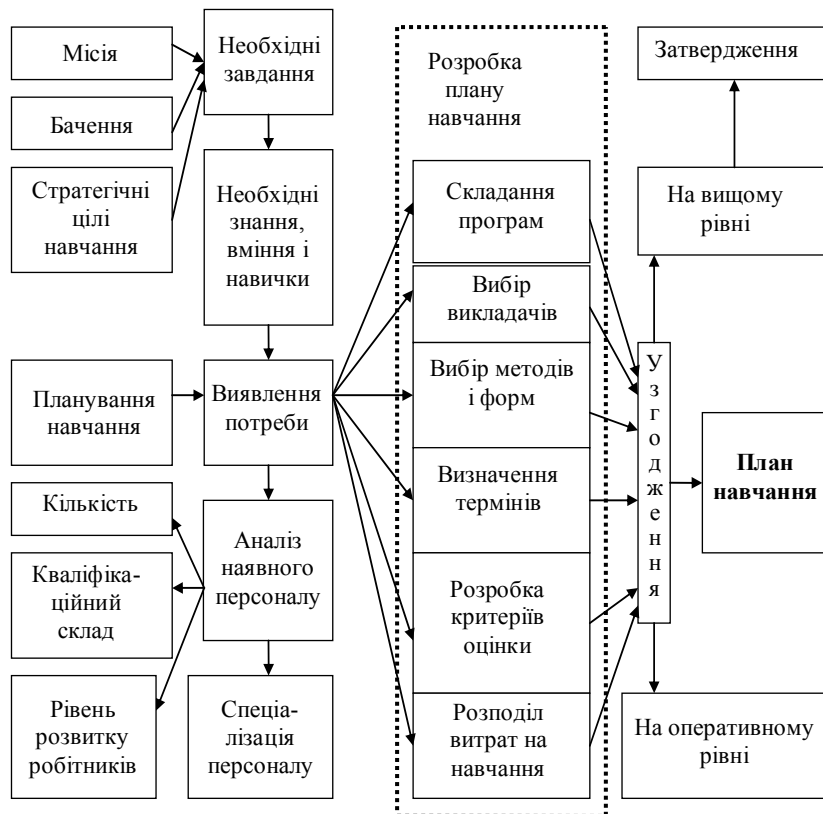 Місія
Бачення
Стратегічні
цілі
навчання
Необхідні
завдання
Необхідні
знання,
вміння і
навички
Планування
навчання
Виявлення
потреби
Кількість
Кваліфіка-
ційний
склад
Рівень
розвитку
робітників
Аналіз
наявного
персоналу
Спеціа-
лізація
персоналу
Розробка
плану
навчання
Складання
програм
Вибір
викладачів
Вибір методів
і форм
Визначення
термінів
Розробка
критеріїв
оцінки
Розподіл
витрат на
навчання
Узгодження
Затвердження
На вищому
рівні
План
навчання
На оперативному
рівні